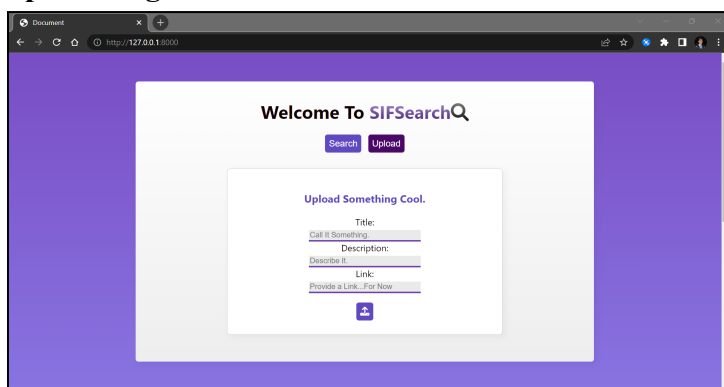 Document
http://127.0.0.1:8000
Welcome To SIFSearch
Search Upload
Upload Something Cool.
Title:
Call It Something.
Description:
Describe It.
Link:
Provide a Link...For Now